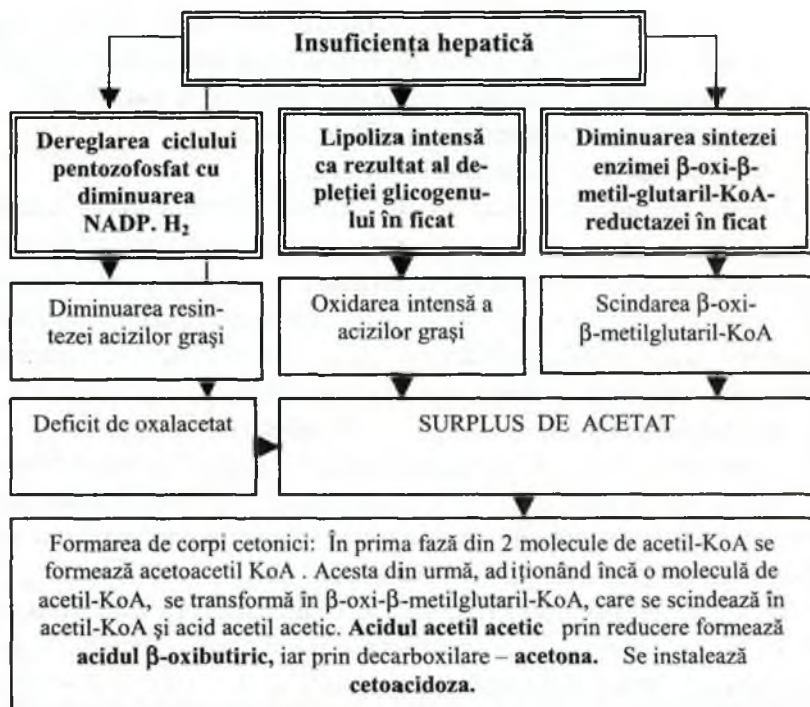 Insuficiența hepatică
Dereglarea ciclului
pentozofosfat cu
diminuarea
NADP. H₂
Lipoliza intensă
ca rezultat al de-
pleției glicogenu-
lui în ficat
Diminuarea sintezei
enzimei β-oxi-β-
metil-glutaril-KoA-
reductazei în ficat
Diminuarea resin-
tezei acizilor grași
Oxidarea intensă a
acizilor grași
Scindarea β-oxi-
β-metilglutaril-KoA
Deficit de oxalacetat
SURPLUS DE ACETAT
Formarea de corpi cetonici: În prima fază din 2 molecule de acetil-KoA se
formează acetoacetil KoA . Acesta din urmă, adiționând încă o moleculă de
acetil-KoA, se transformă în β-oxi-β-metilglutaril-KoA, care se scindează în
acetil-KoA și acid acetil acetic. Acidul acetil acetic prin reducere formează
acidul β-oxibutiric, iar prin decarboxilare – acetona. Se instalează
cetoacidoza.